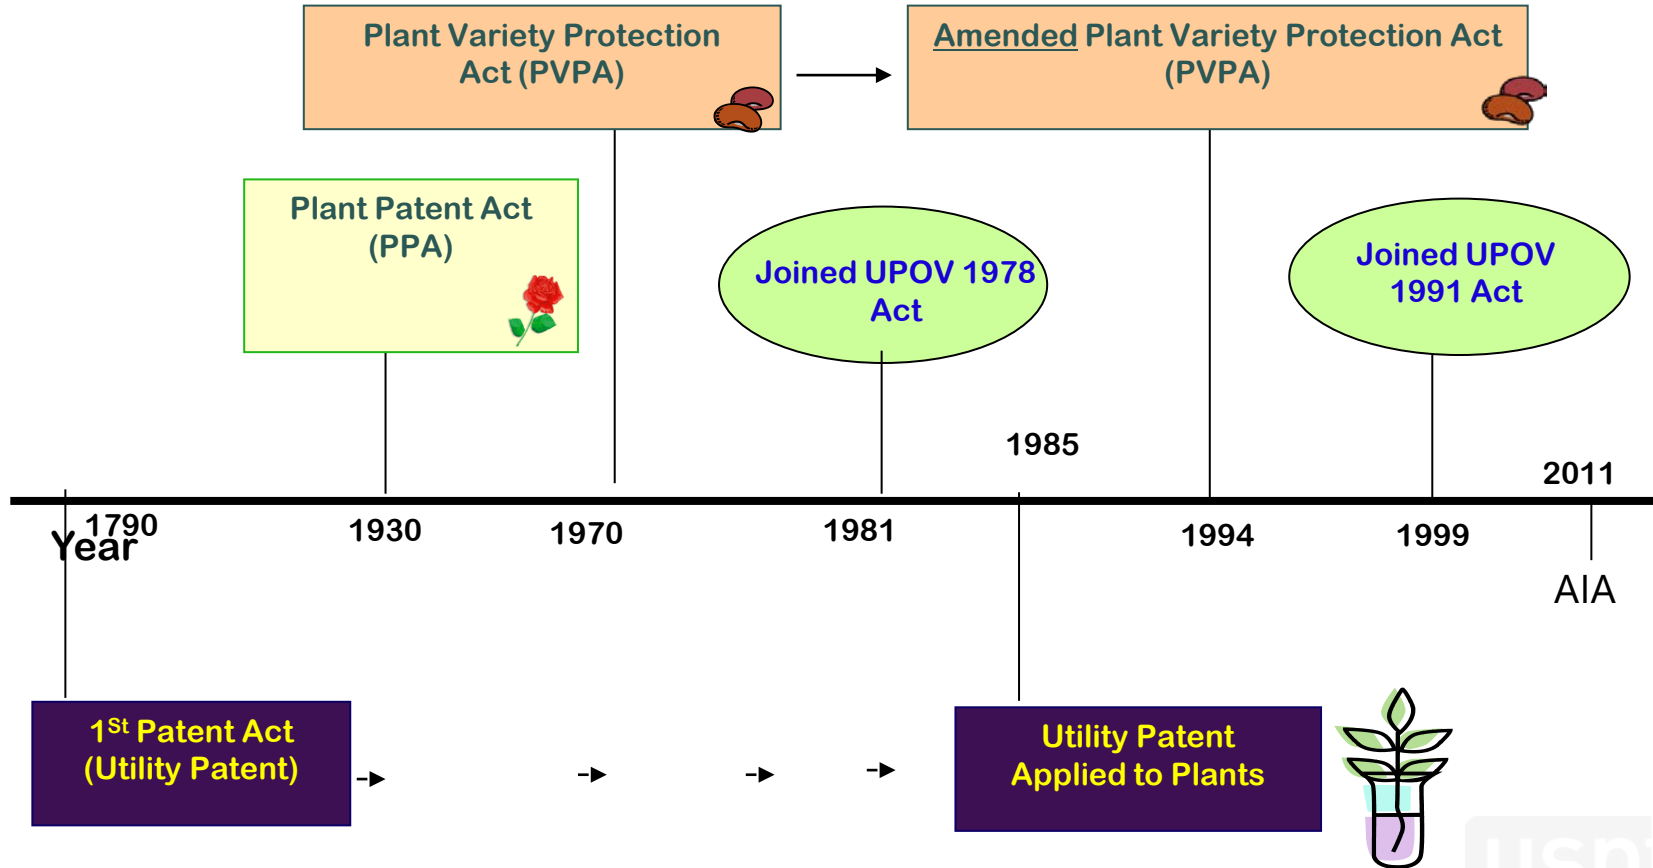 Plant Variety Protection
Act (PVPA)
Amended Plant Variety Protection Act
(PVPA)
Plant Patent Act
(PPA)
Joined UPOV 1978
Act
Joined UPOV
1991 Act
1985
2011
1790
Year
1930
1970
1981
1994
1999
AIA
1St Patent Act
(Utility Patent)
Utility Patent
Applied to Plants